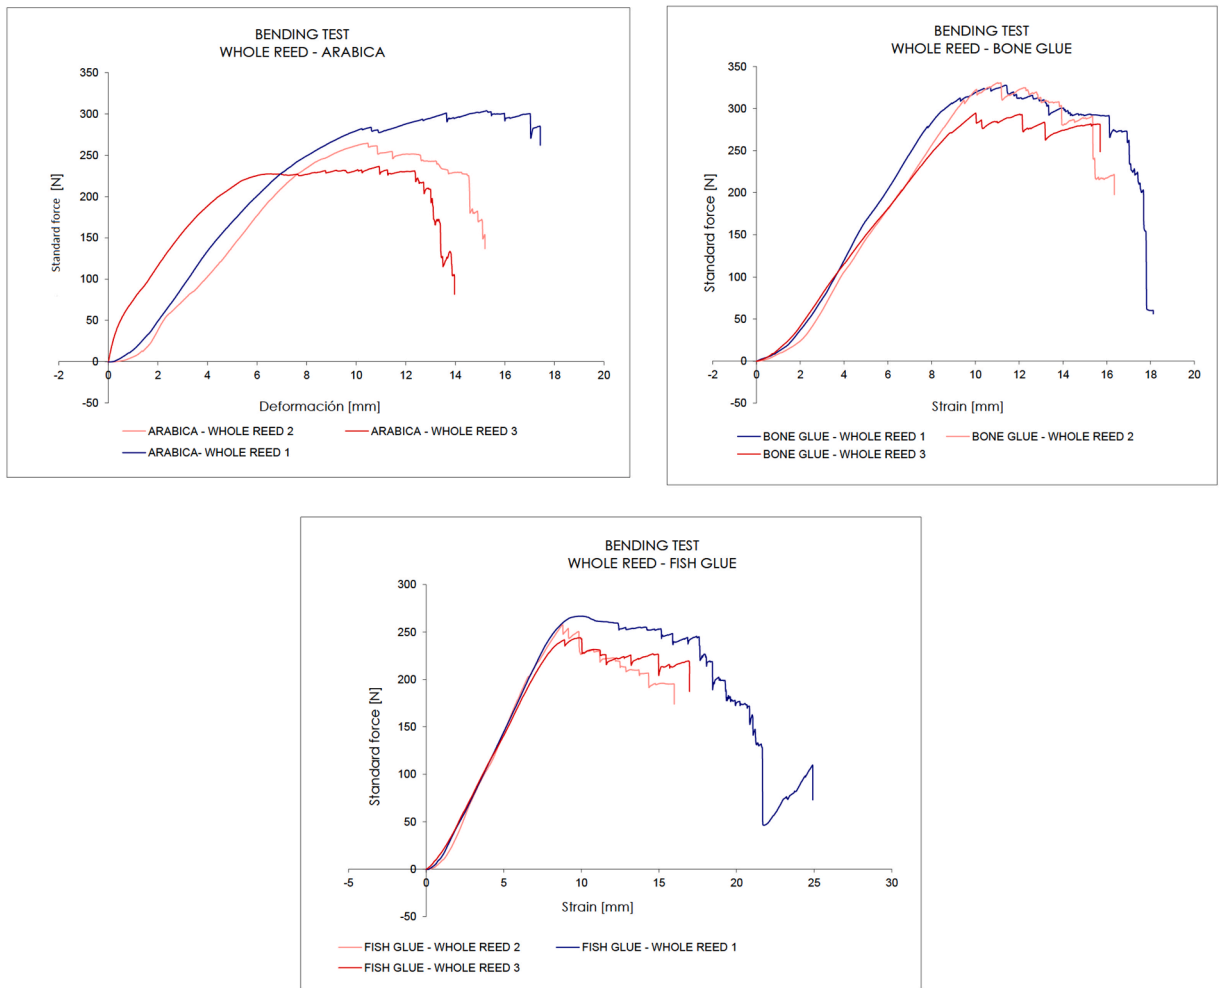 BENDING TEST
WHOLE REED - ARABICA
350
300
250
200
150
100
50
0
-50
-2
0
2
4
6
8
10
12
14
16
18
20
Standard force [N]
Deformación [mm]
ARABICA - WHOLE REED 2
ARABICA - WHOLE REED 3
ARABICA- WHOLE REED 1
BENDING TEST
WHOLE REED - BONE GLUE
350
300
250
200
150
100
50
0
-50
-2
0
2
4
6
8
10
12
14
16
18
20
Standard force [N]
Strain [mm]
BONE GLUE - WHOLE REED 1
BONE GLUE - WHOLE REED 2
BONE GLUE - WHOLE REED 3
BENDING TEST
WHOLE REED - FISH GLUE
300
250
200
150
100
50
0
-50
-5
0
5
10
15
20
25
30
Standard force [N]
Strain [mm]
FISH GLUE - WHOLE REED 2
FISH GLUE - WHOLE REED 1
FISH GLUE - WHOLE REED 3